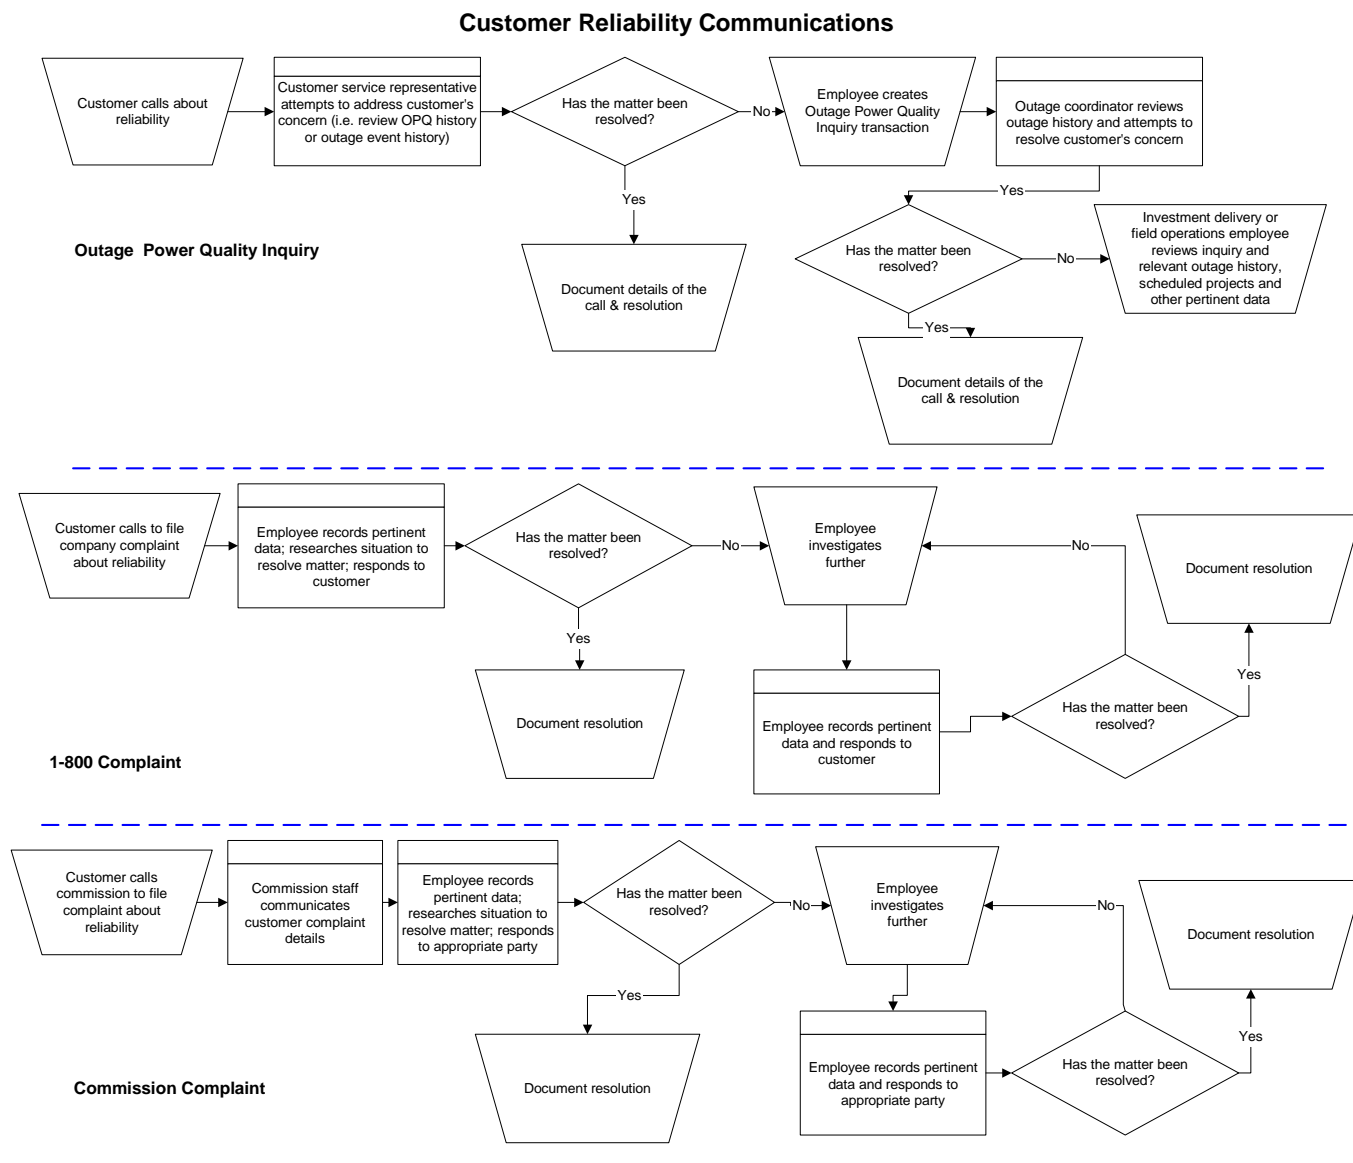 Customer Reliability Communications
Customer calls about
reliability
Customer service representative
attempts to address customer's
concern (i.e. review OPQ history
or outage event history)
Has the matter been
resolved?
No
Employee creates
Outage Power Quality
Inquiry transaction
Outage coordinator reviews
outage history and attempts to
resolve customer's concern
Yes
Yes
Outage  Power Quality Inquiry
Document details of the
call & resolution
Has the matter been
resolved?
No
Investment delivery or
field operations employee
reviews inquiry and
relevant outage history,
scheduled projects and
other pertinent data
Yes
Document details of the
call & resolution
Customer calls to file
company complaint
about reliability
Employee records pertinent
data; researches situation to
resolve matter; responds to
customer
Has the matter been
resolved?
No
Employee
investigates
further
No
Document resolution
Yes
Document resolution
Employee records pertinent
data and responds to
customer
Has the matter been
resolved?
Yes
1-800 Complaint
Customer calls
commission to file
complaint about
reliability
Commission staff
communicates
customer complaint
details
Employee records
pertinent data;
researches situation to
resolve matter; responds
to appropriate party
Has the matter been
resolved?
No
Employee
investigates
further
No
Document resolution
Yes
Document resolution
Employee records pertinent
data and responds to
appropriate party
Has the matter been
resolved?
Yes
Commission Complaint